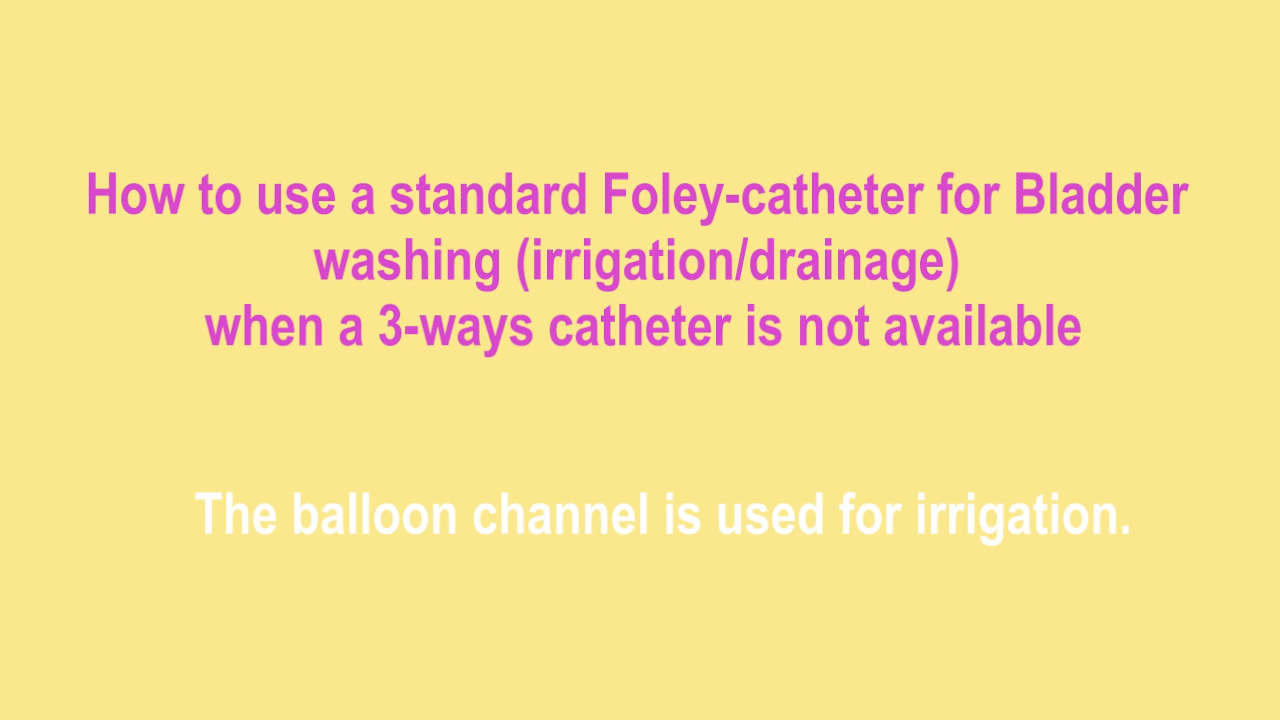 How to use a standard Foley-catheter for Bladder
washing (irrigation/drainage)
when a 3-ways catheter is not available
The balloon channel is used for irrigation.